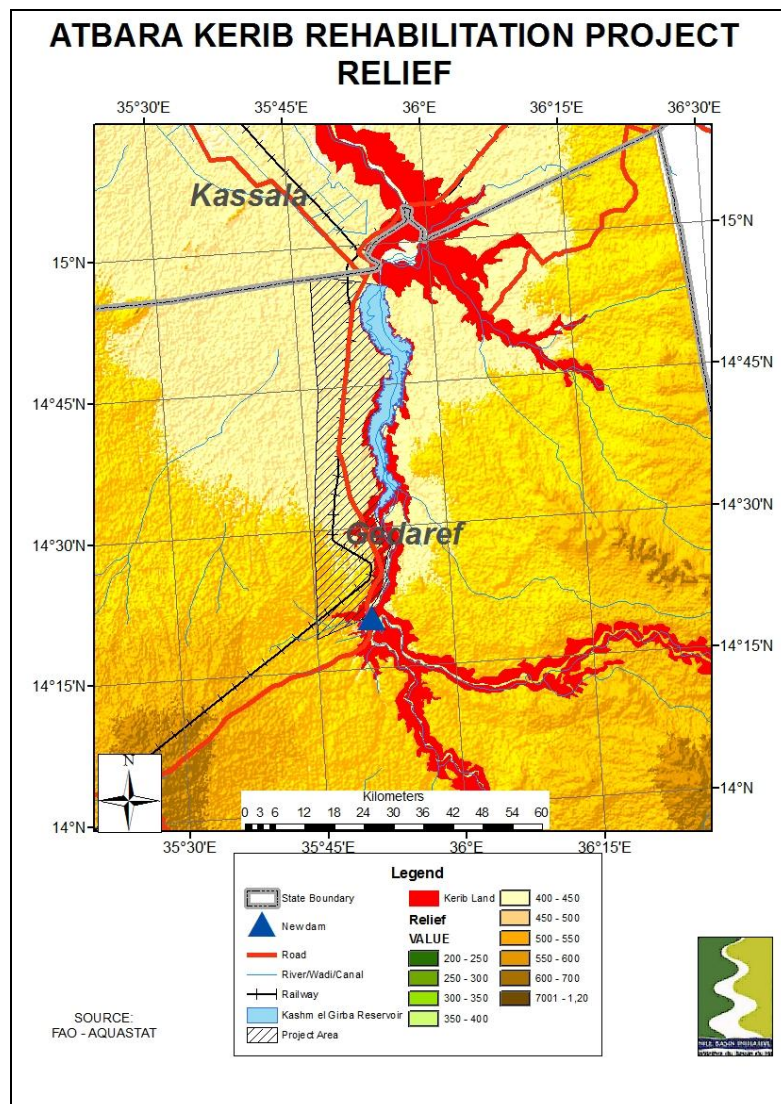 ATBARA KERIB REHABILITATION PROJECT
RELIEF
35°30'E 35°45'E 36°E 36°15'E 36°30'E
Kassala
15°N
15°N
14°45'N
14°45'N
14°30'N
Gedaref
14°30'N
14°15'N
14°15'N
14°N
N
14°N
Kilometers
0 3 6 12 18 24 30 36 42 48 54 60
35°30'E 35°45'E 36°E 36°15'E
Legend
State Boundary
New dam
Road
River/Wadi/Canal
Railway
Kashm el Girba Reservoir
Project Area
Kerib Land
Relief
VALUE
200 - 250
250 - 300
300 - 350
350 - 400
400 - 450
450 - 500
500 - 550
550 - 600
600 - 700
7001 - 1,20
SOURCE:
FAO - AQUASTAT